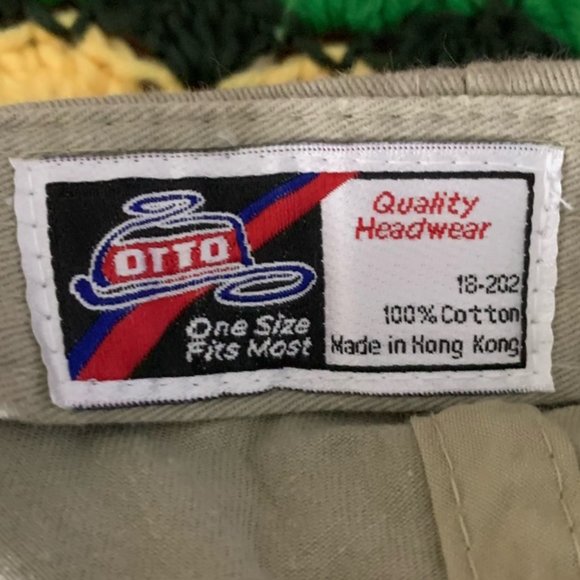 OTTO
One Size
Fits Most
Quality
Headwear
18-202
100% Cotton
Made in Hong Kong